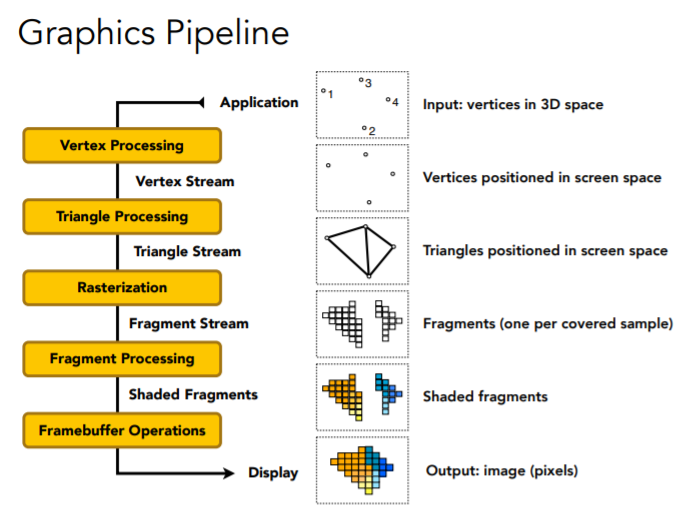 Graphics Pipeline
Application
3
1
4
2
Input: vertices in 3D space
Vertex Processing
Vertex Stream
Vertices positioned in screen space
Triangle Processing
Triangle Stream
Triangles positioned in screen space
Rasterization
Fragment Stream
Fragments (one per covered sample)
Fragment Processing
Shaded Fragments
Shaded fragments
Framebuffer Operations
Display
Output: image (pixels)